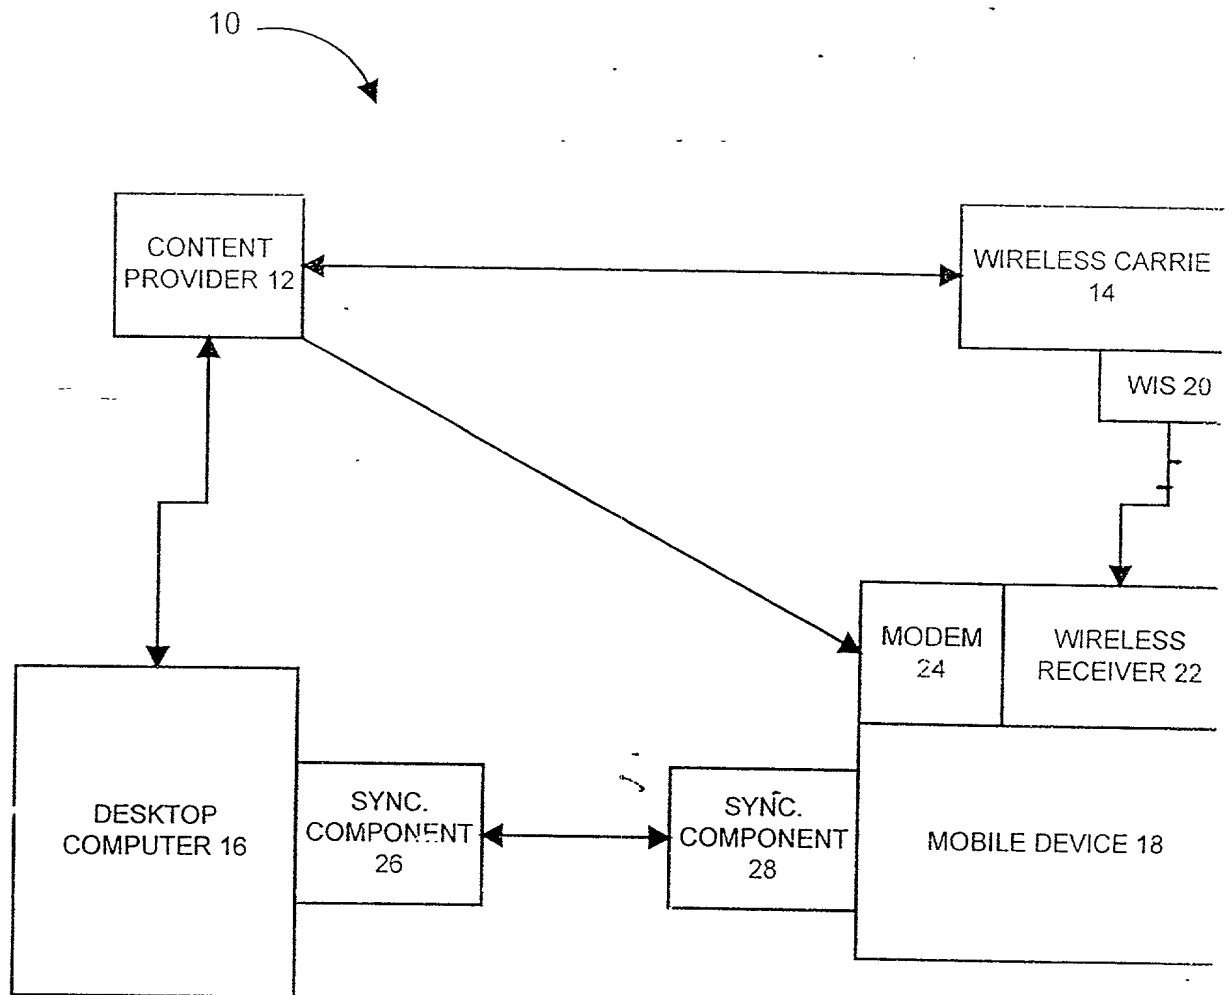 10
CONTENT
PROVIDER 12
WIRELESS CARRIE
14
WIS 20
MODEM
24
WIRELESS
RECEIVER 22
DESKTOP
COMPUTER 16
SYNC.
COMPONENT
26
SYNC.
COMPONENT
28
MOBILE DEVICE 18